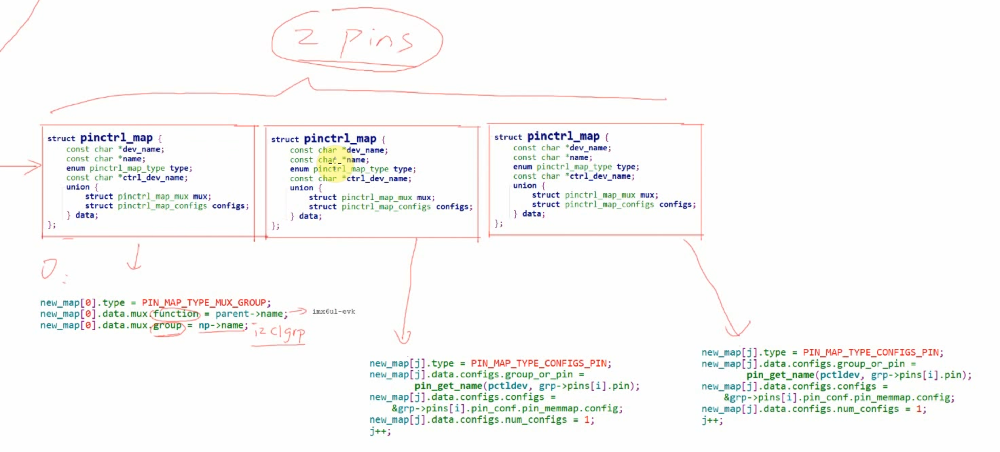 2 pins
struct pinctrl_map {
const char *dev_name;
const char *name;
enum pinctrl_map_type type;
const char *ctrl_dev_name;
union {
struct pinctrl_map_mux mux;
struct pinctrl_map_configs configs;
} data;
};
struct pinctrl_map {
const char *dev_name;
const char *name;
enum pinctrl_map_type type;
const char *ctrl_dev_name;
union {
struct pinctrl_map_mux mux;
struct pinctrl_map_configs configs;
} data;
};
struct pinctrl_map {
const char *dev_name;
const char *name;
enum pinctrl_map_type type;
const char *ctrl_dev_name;
union {
struct pinctrl_map_mux mux;
struct pinctrl_map_configs configs;
} data;
};
0:
new_map[0].type = PIN_MAP_TYPE_MUX_GROUP;
new_map[0].data.mux.function = parent->name; imx6ul-evk
new_map[0].data.mux.group = np->name; i2c1grp
new_map[j].type = PIN_MAP_TYPE_CONFIGS_PIN;
new_map[j].data.configs.group_or_pin =
pin_get_name(pctldev, grp->pins[i].pin);
new_map[j].data.configs.configs =
&grp->pins[i].pin_conf.pin_memmap.config;
new_map[j].data.configs.num_configs = 1;
j++;
new_map[j].type = PIN_MAP_TYPE_CONFIGS_PIN;
new_map[j].data.configs.group_or_pin =
pin_get_name(pctldev, grp->pins[i].pin);
new_map[j].data.configs.configs =
&grp->pins[i].pin_conf.pin_memmap.config;
new_map[j].data.configs.num_configs = 1;
j++;